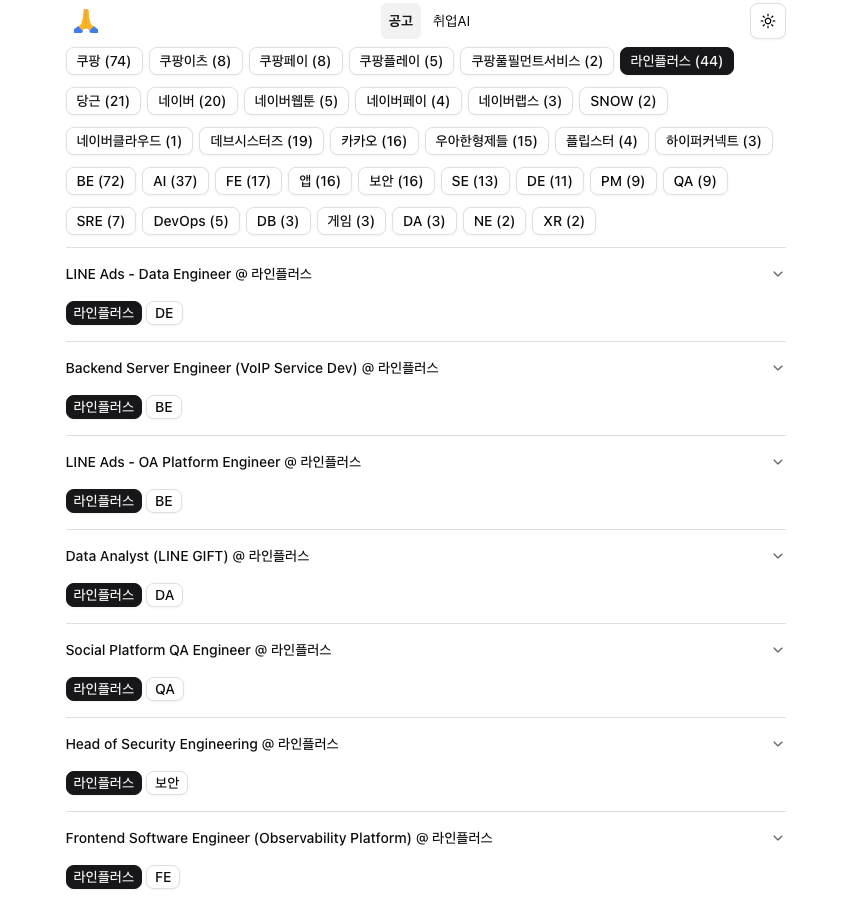 공고 취업AI
쿠팡 (74) 쿠팡이츠 (8) 쿠팡페이 (8) 쿠팡플레이 (5) 쿠팡풀필먼트서비스 (2) 라인플러스 (44)
당근 (21) 네이버 (20) 네이버웹툰 (5) 네이버페이 (4) 네이버랩스 (3) SNOW (2)
네이버클라우드 (1) 데브시스터즈 (19) 카카오 (16) 우아한형제들 (15) 플립스터 (4) 하이퍼커넥트 (3)
BE (72) AI (37) FE (17) 앱 (16) 보안 (16) SE (13) DE (11) PM (9) QA (9)
SRE (7) DevOps (5) DB (3) 게임 (3) DA (3) NE (2) XR (2)
LINE Ads - Data Engineer @ 라인플러스
라인플러스 DE
Backend Server Engineer (VoIP Service Dev) @ 라인플러스
라인플러스 BE
LINE Ads - OA Platform Engineer @ 라인플러스
라인플러스 BE
Data Analyst (LINE GIFT) @ 라인플러스
라인플러스 DA
Social Platform QA Engineer @ 라인플러스
라인플러스 QA
Head of Security Engineering @ 라인플러스
라인플러스 보안
Frontend Software Engineer (Observability Platform) @ 라인플러스
라인플러스 FE